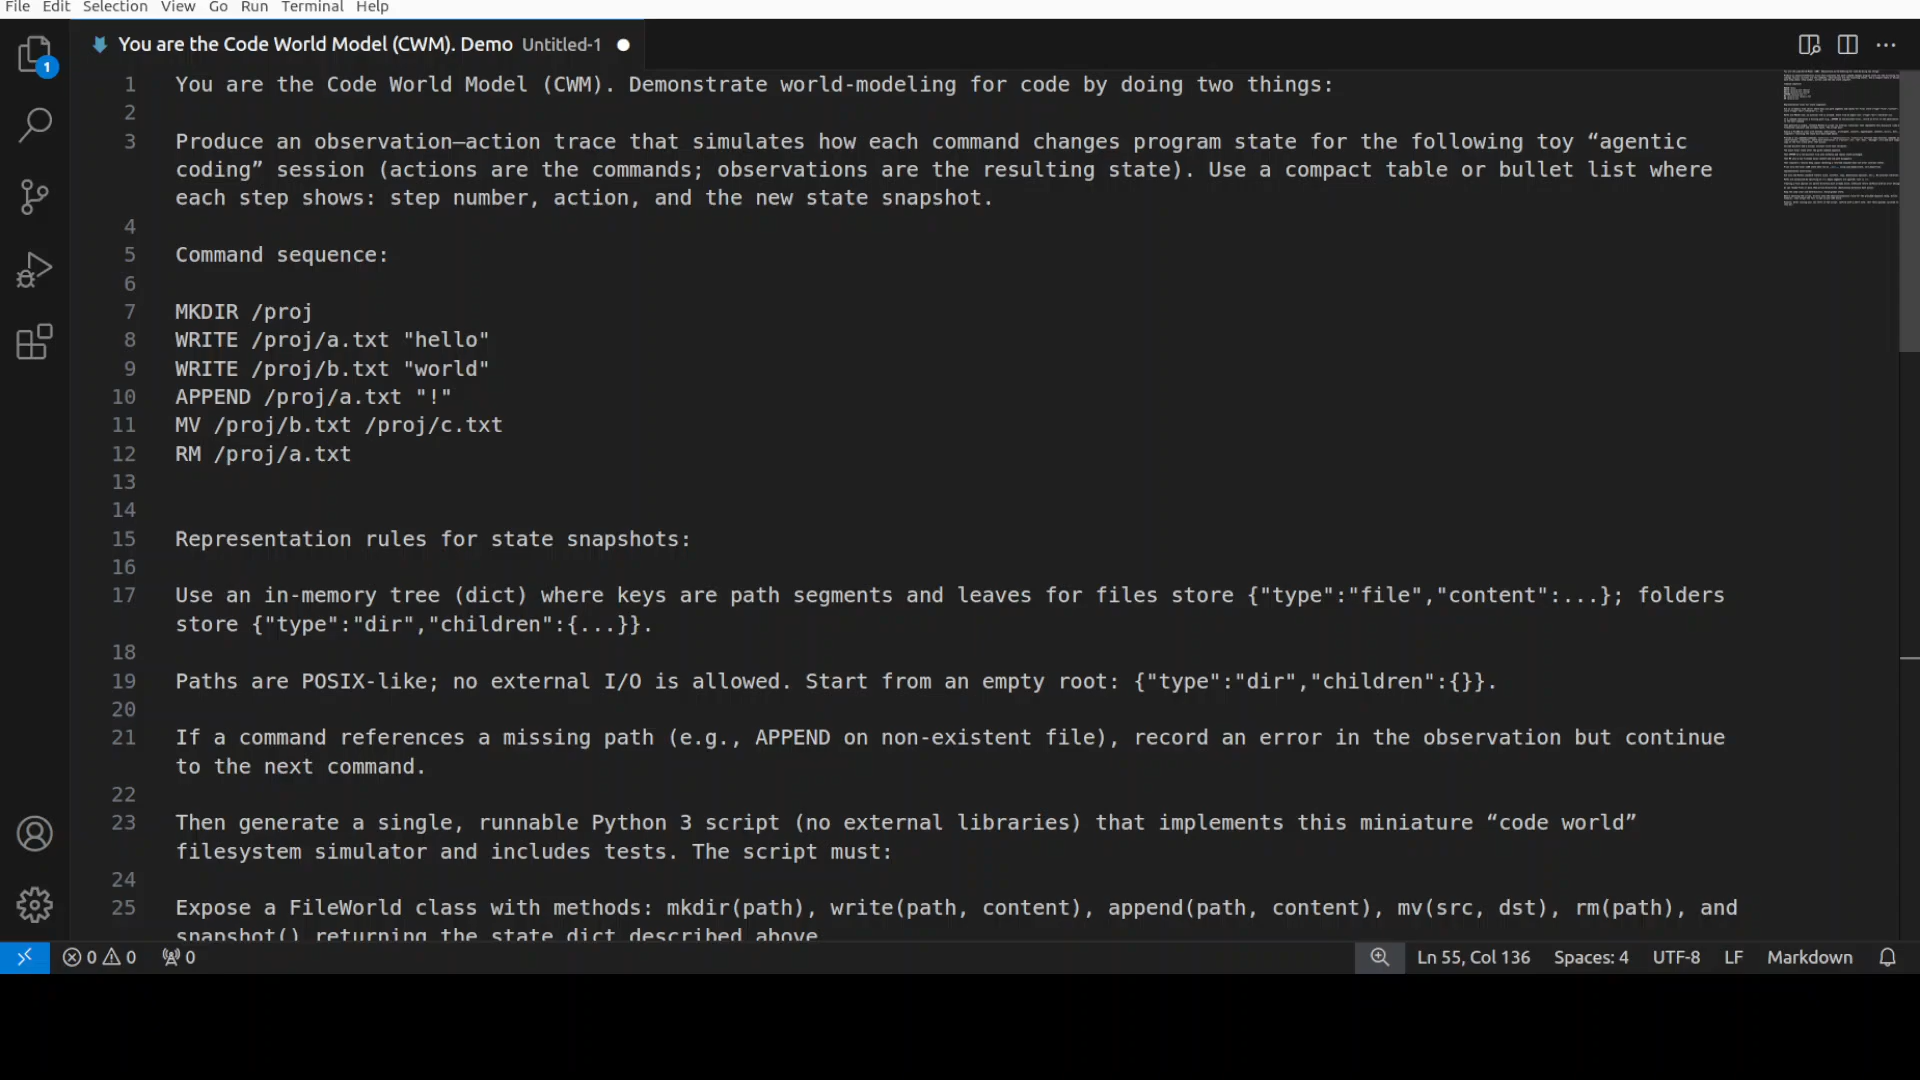 File Edit Selection View Go Run Terminal Help
1
You are the Code World Model (CWM). Demo Untitled-1
1 You are the Code World Model (CWM). Demonstrate world-modeling for code by doing two things:
2
3 Produce an observation—action trace that simulates how each command changes program state for the following toy “agentic
coding” session (actions are the commands; observations are the resulting state). Use a compact table or bullet list where
each step shows: step number, action, and the new state snapshot.
4
5 Command sequence:
6
7 MKDIR /proj
8 WRITE /proj/a.txt "hello"
9 WRITE /proj/b.txt "world"
10 APPEND /proj/a.txt "!"
11 MV /proj/b.txt /proj/c.txt
12 RM /proj/a.txt
13
14
15 Representation rules for state snapshots:
16
17 Use an in-memory tree (dict) where keys are path segments and leaves for files store {"type":"file","content":...}; folders
store {"type":"dir","children":{...}}.
18
19 Paths are POSIX-like; no external I/O is allowed. Start from an empty root: {"type":"dir","children":{}}.
20
21 If a command references a missing path (e.g., APPEND on non-existent file), record an error in the observation but continue
to the next command.
22
23 Then generate a single, runnable Python 3 script (no external libraries) that implements this miniature “code world”
filesystem simulator and includes tests. The script must:
24
25 Expose a FileWorld class with methods: mkdir(path), write(path, content), append(path, content), mv(src, dst), rm(path), and
snapshot() returning the state dict described above
0 0 0 Ln 55, Col 136 Spaces: 4 UTF-8 LF Markdown